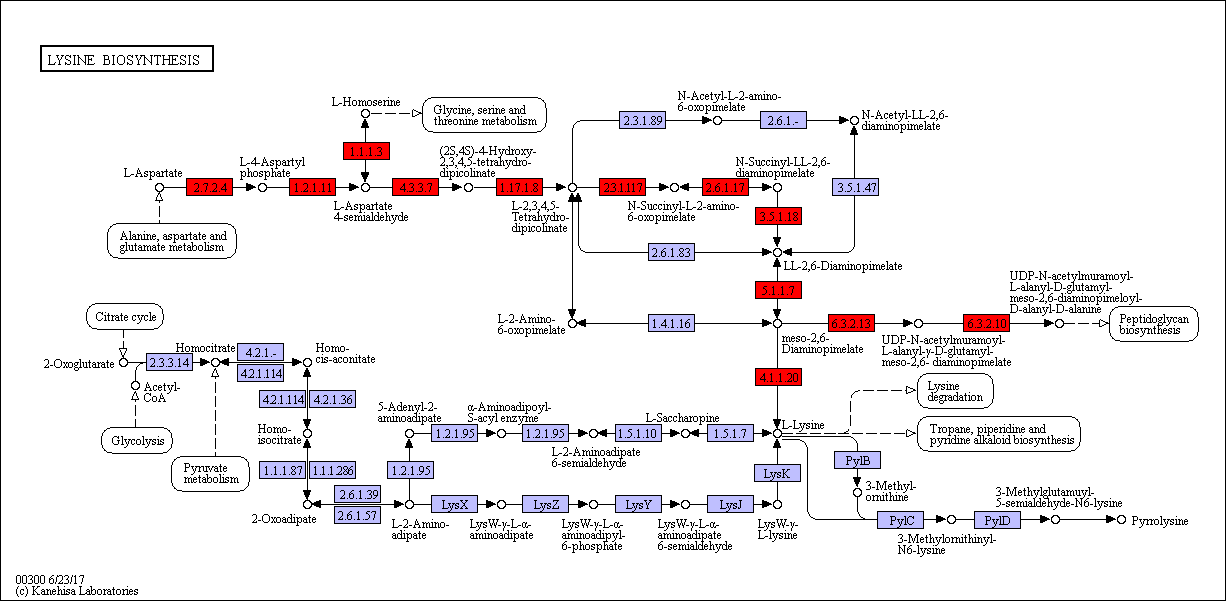 LYSINE BIOSYNTHESIS
L-Homoserine
Glycine, serine and
threonine metabolism
N-Acetyl-L-2-amino-
6-oxopimelate
2.3.1.89
2.6.1.-
N-Acetyl-LL-2,6-
diaminopimelate
1.1.1.3
L-Aspartate
L-4-Aspartyl
phosphate
(2S,4S)-4-Hydroxy-
2,3,4,5-tetrahydro-
dipicolinate
N-Succinyl-LL-2,6-
diaminopimelate
2.7.2.4
1.2.1.11
4.3.3.7
1.17.1.8
2.3.1.117
2.6.1.17
3.5.1.47
L-Aspartate
4-semialdehyde
L-2,3,4,5-
Tetrahydro-
dipicolinate
N-Succinyl-L-2-amino-
6-oxopimelate
3.5.1.18
Alanine, aspartate and
glutamate metabolism
2.6.1.83
LL-2,6-Diaminopimelate
5.1.1.7
UDP-N-acetylmuramoyl-
L-alanyl-D-glutamyl-
meso-2,6-diaminopimeloyl-
D-alanyl-D-alanine
Citrate cycle
L-2-Amino-
6-oxopimelate
1.4.1.16
6.3.2.13
6.3.2.10
Peptidoglycan
biosynthesis
meso-2,6-
Diaminopimelate
UDP-N-acetylmuramoyl-
L-alanyl-γ-D-glutamyl-
meso-2,6- diaminopimelate
2-Oxoglutarate
2.3.3.14
Homocitrate
4.2.1.-
4.2.1.114
Homo-
cis-aconitate
4.1.1.20
Acetyl-
CoA
4.2.1.114
4.2.1.36
Lysine
degradation
5-Adenyl-2-
aminoadipate
α-Aminoadipoyl-
S-acyl enzyme
L-Saccharopine
L-Lysine
Glycolysis
Homo-
isocitrate
1.2.1.95
1.2.1.95
1.5.1.10
1.5.1.7
Tropane, piperidine and
pyridine alkaloid biosynthesis
L-2-Aminoadipate
6-semialdehyde
Pyruvate
metabolism
1.1.1.87
1.1.1.286
1.2.1.95
LysK
PylB
2.6.1.39
2.6.1.57
3-Methyl-
ornithine
2-Oxoadipate
L-2-Amino-
adipate
LysX
LysZ
LysY
LysJ
3-Methylglutamuyl-
5-semialdehyde-N6-lysine
LysW-γ-L-α-
aminoadipate
LysW-γ-L-α-
aminoadipyl-
6-phosphate
LysW-γ-L-α-
aminoadipate
6-semialdehyde
LysW-γ-
L-lysine
PylC
PylD
Pyrrolysine
3-Methylornithinyl-
N6-lysine
00300 6/23/17
(c) Kanehisa Laboratories